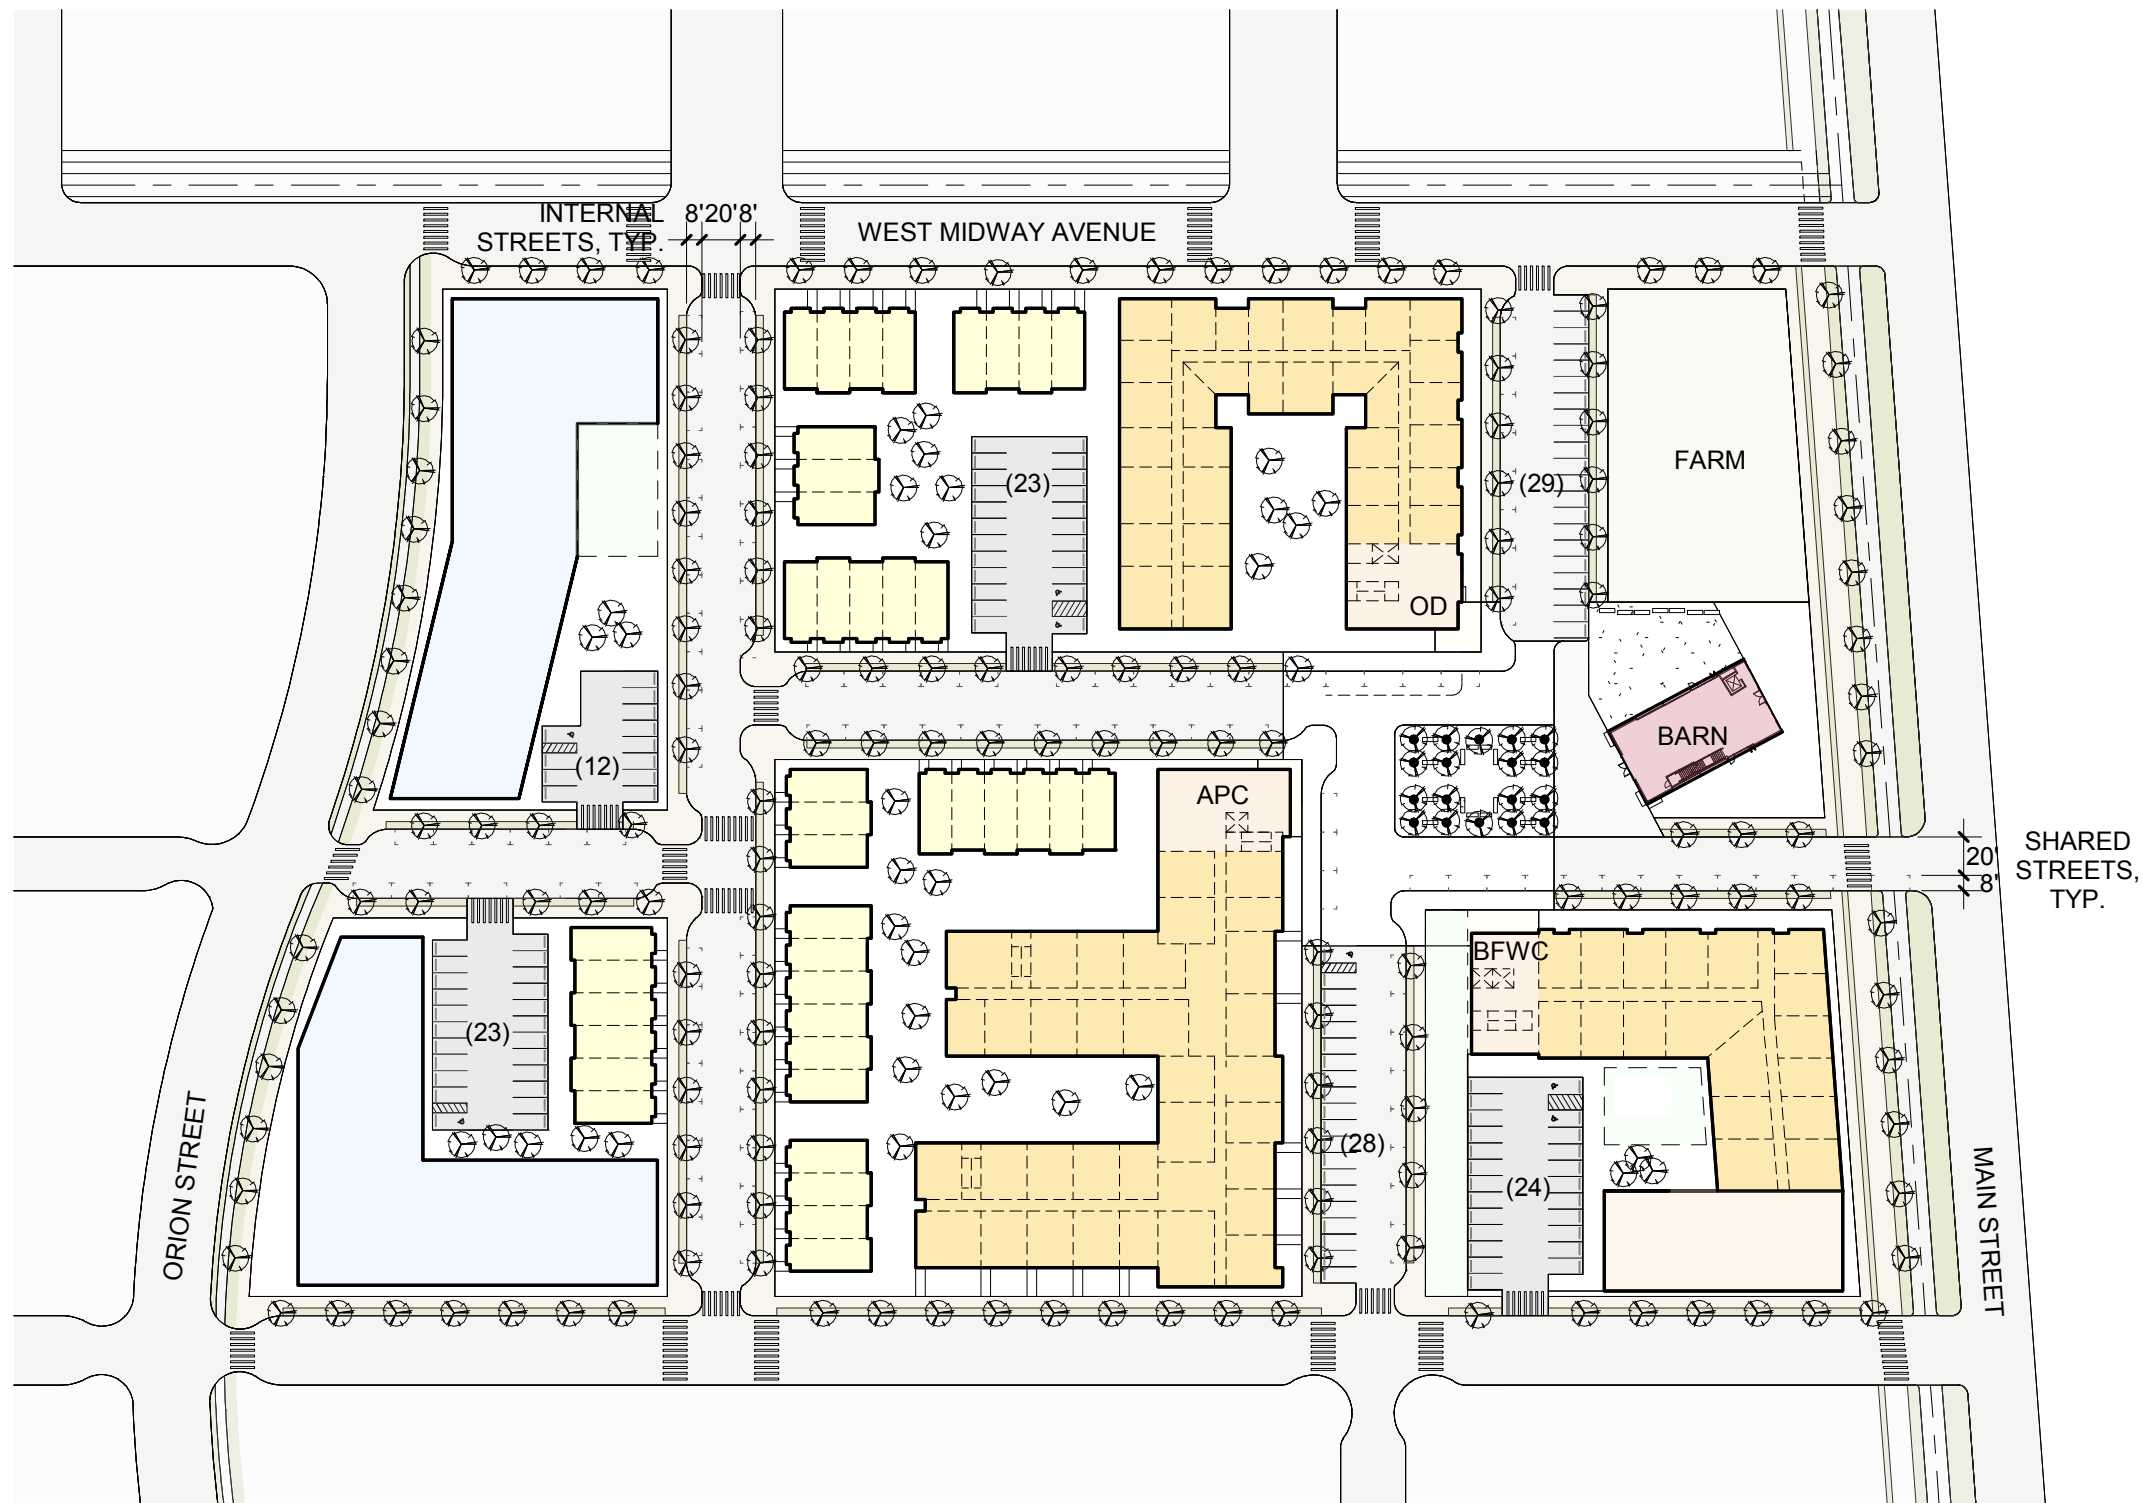 INTERNAL
STREETS, TYP.
8'20'8'
WEST MIDWAY AVENUE
(23)
(29)
FARM
OD
BARN
(12)
APC
SHARED
STREETS,
TYP.
20'
8'
BFWC
(23)
(28)
(24)
ORION STREET
MAIN STREET